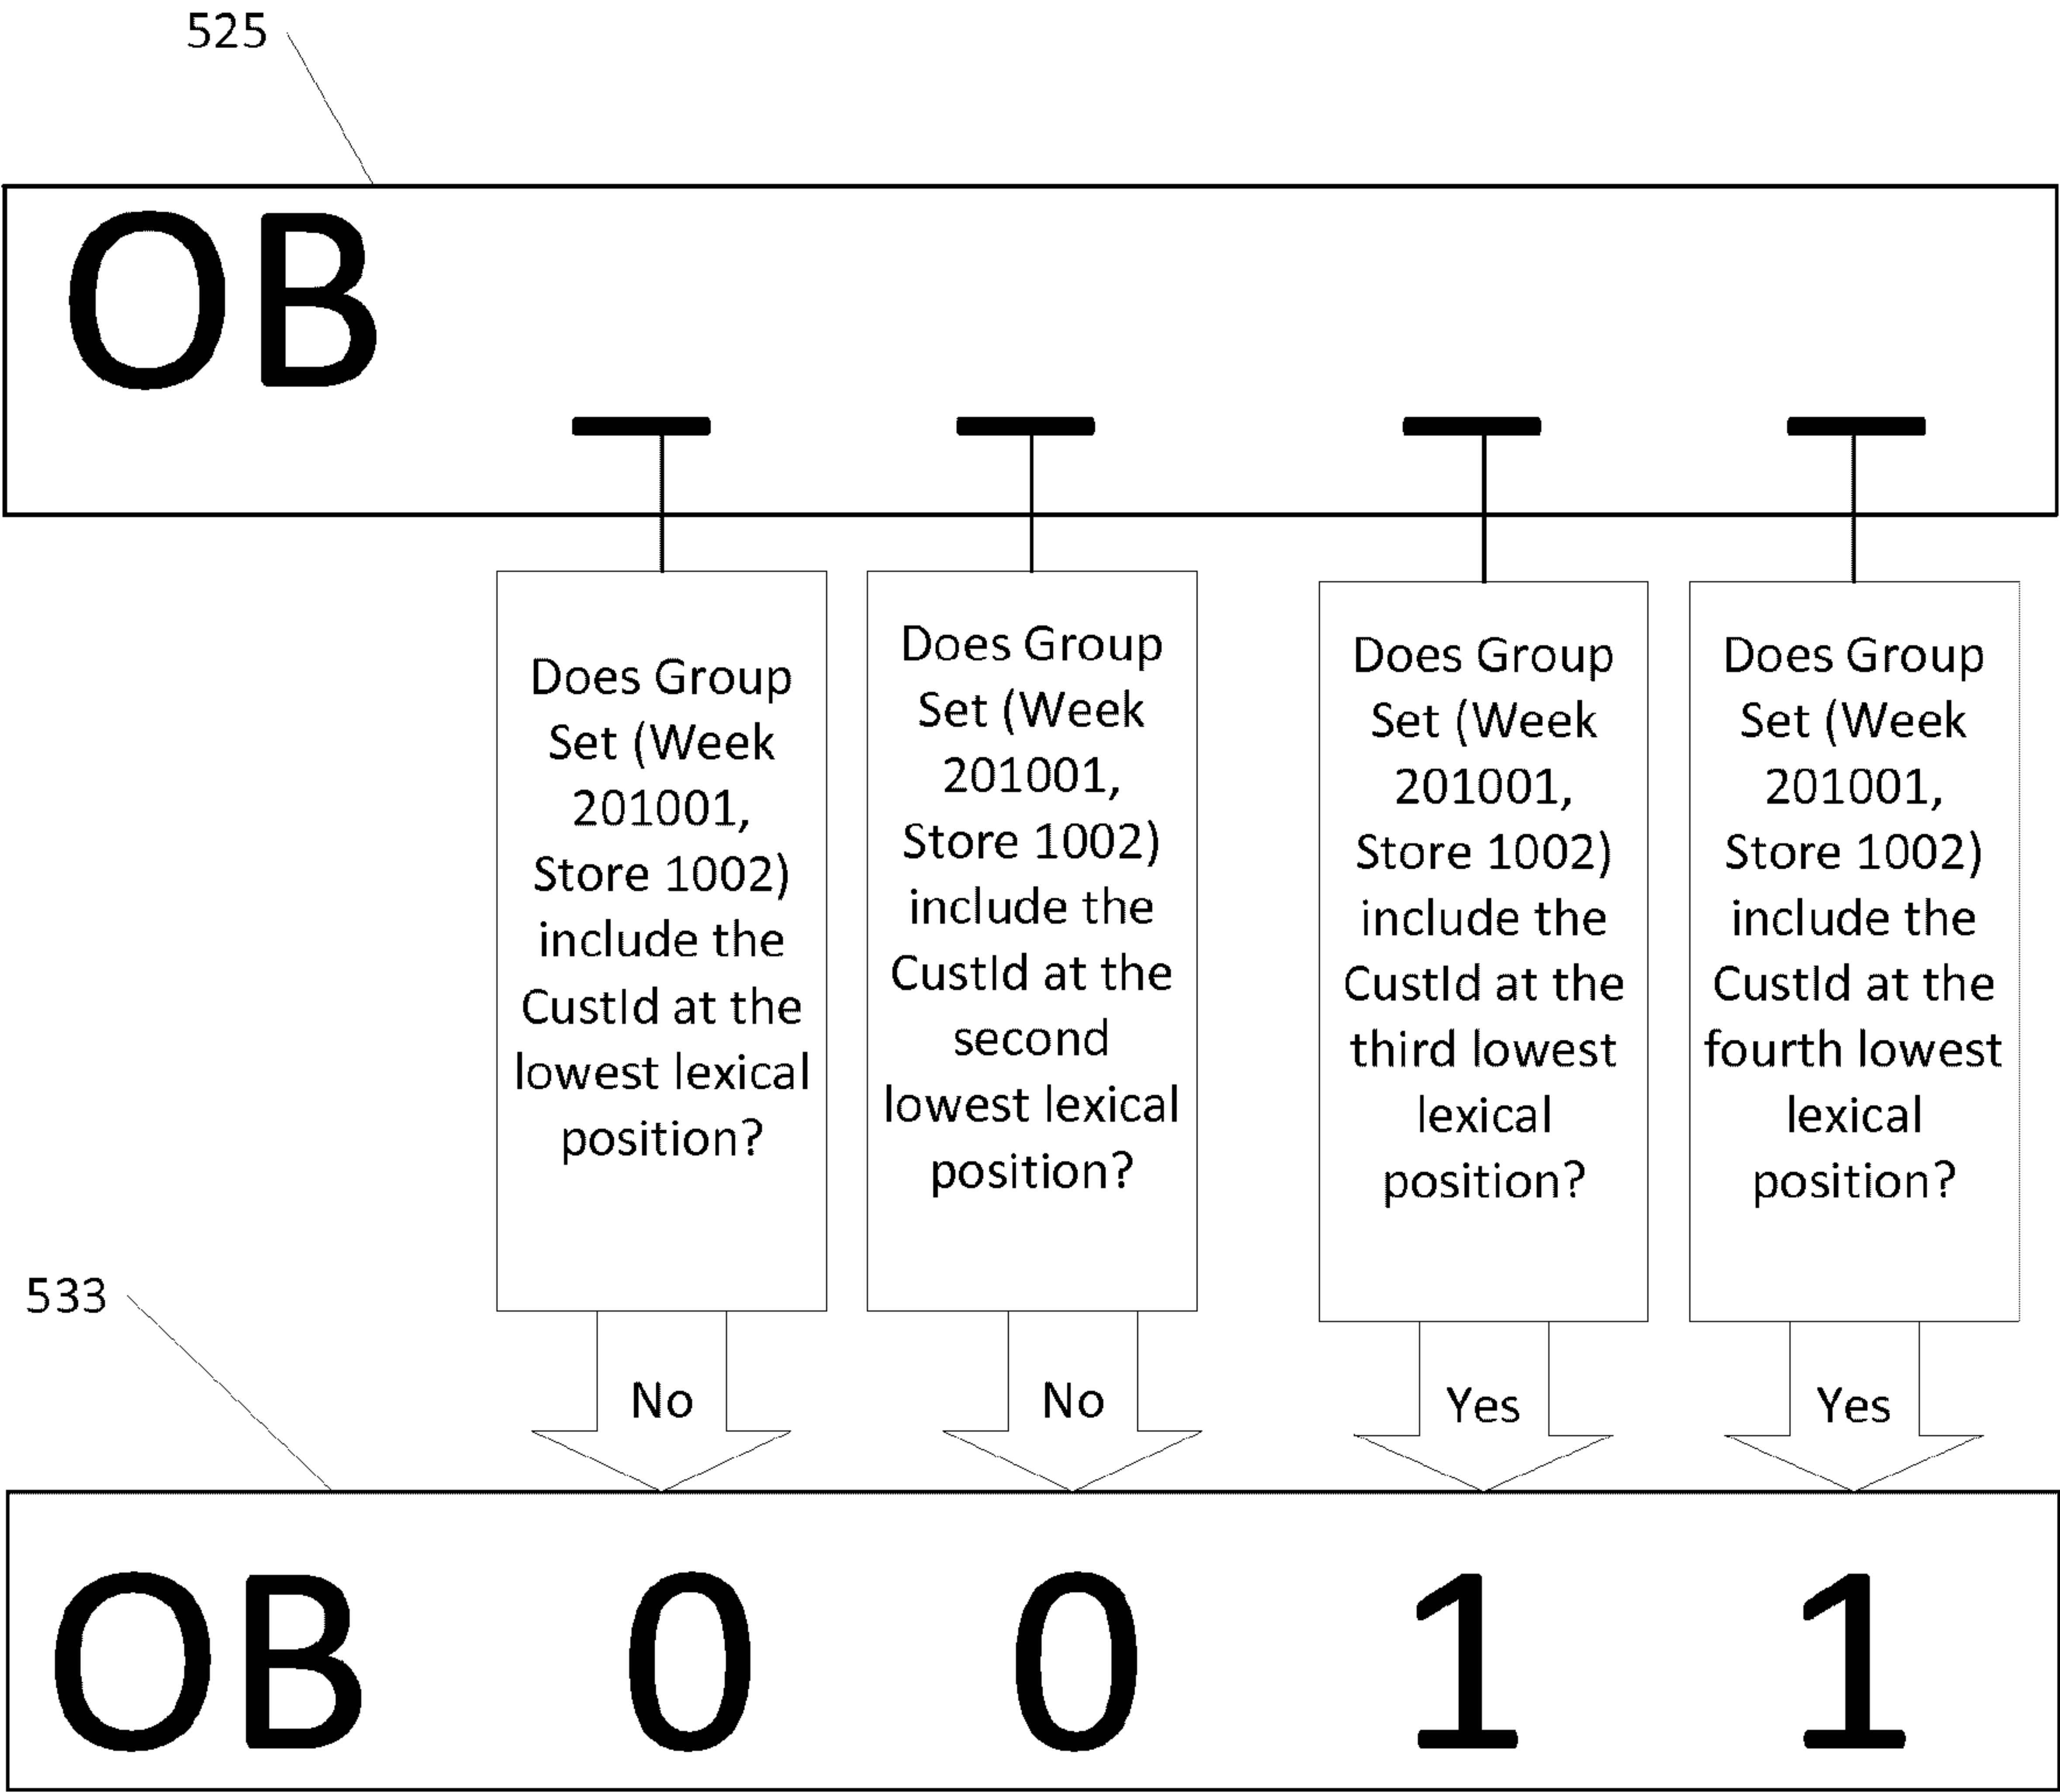 525
OB _ _ _ _
Does Group
Set (Week
201001,
Store 1002)
include the
CustId at the
lowest lexical
position?
Does Group
Set (Week
201001,
Store 1002)
include the
CustId at the
second
lowest lexical
position?
Does Group
Set (Week
201001,
Store 1002)
include the
CustId at the
third lowest
lexical
position?
Does Group
Set (Week
201001,
Store 1002)
include the
CustId at the
fourth lowest
lexical
position?
533
No
No
Yes
Yes
OB 0 0 1 1